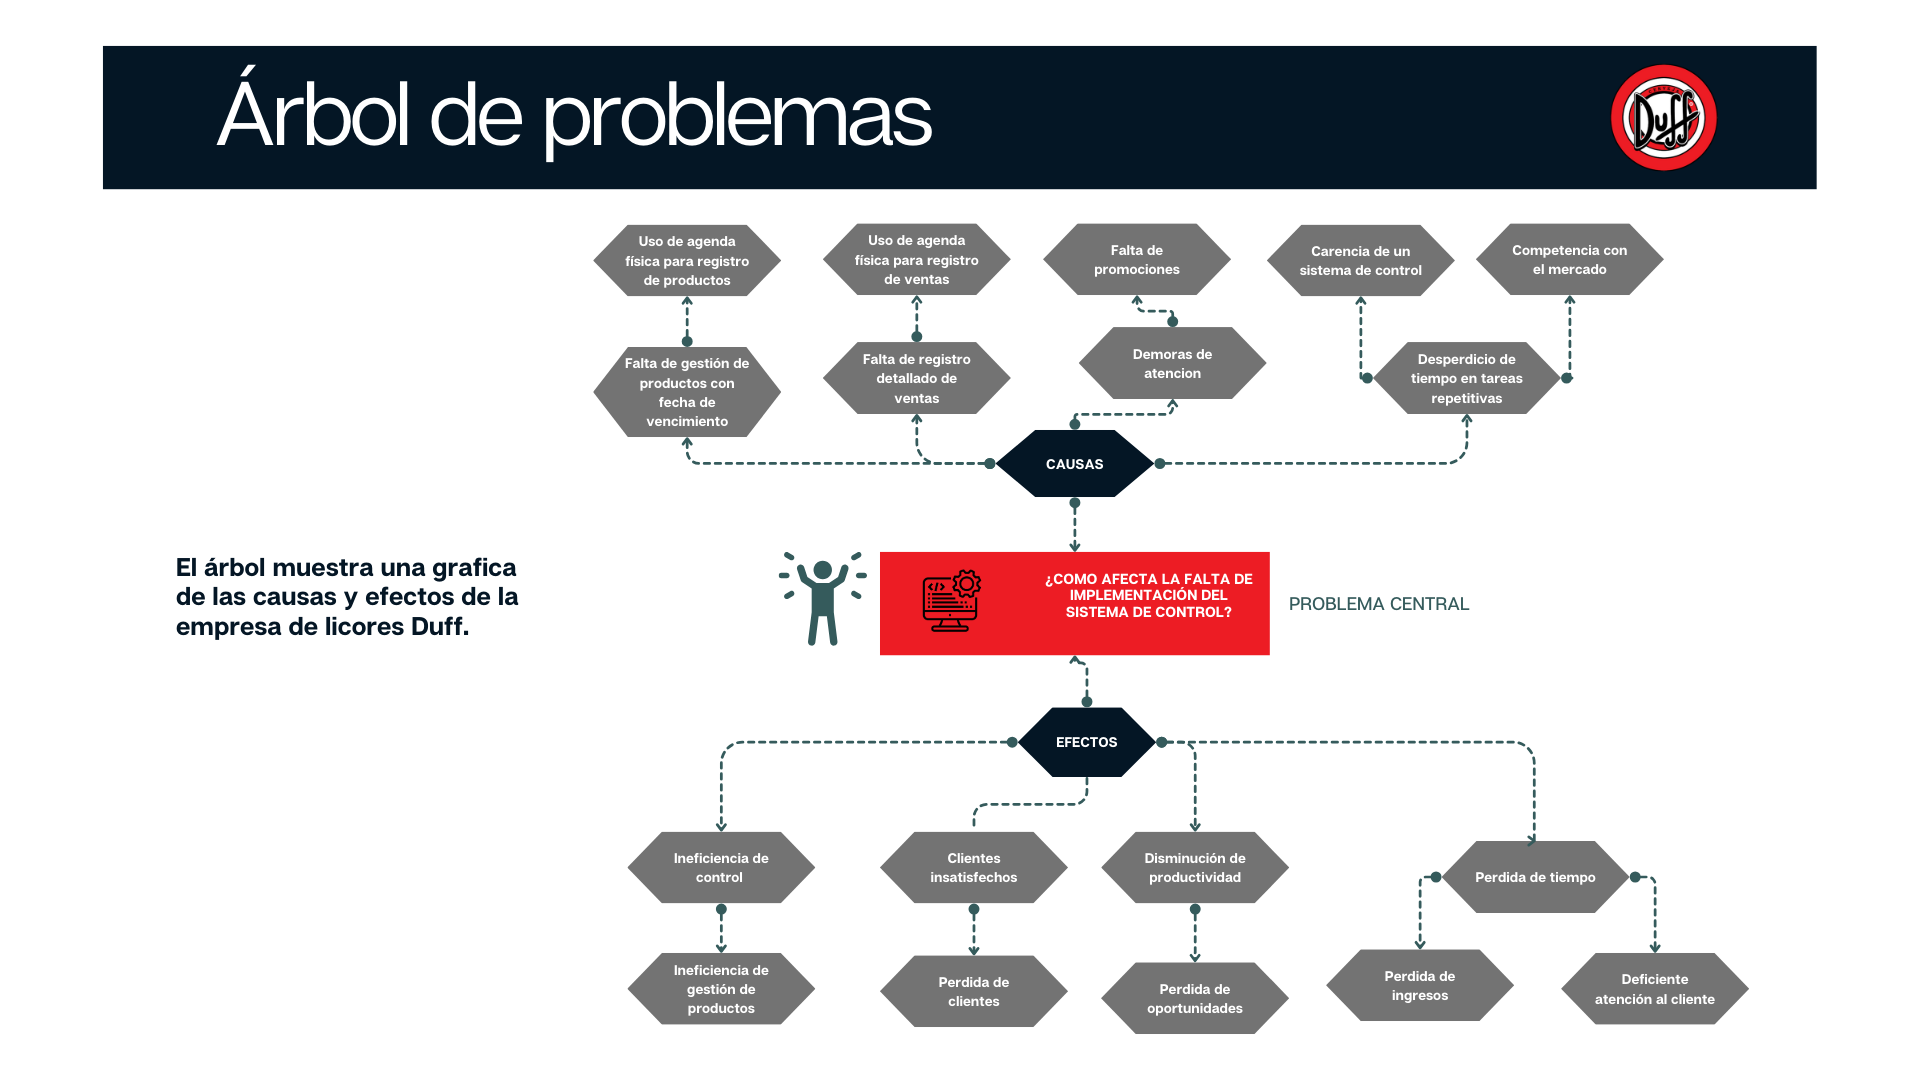 Árbol de problemas
Duff
Uso de agenda
física para registro
de productos
Uso de agenda
física para registro
de ventas
Falta de
promociones
Carencia de un
sistema de control
Competencia con
el mercado
Falta de gestión de
productos con
fecha de
vencimiento
Falta de registro
detallado de
ventas
Demoras de
atencion
Desperdicio de
tiempo en tareas
repetitivas
CAUSAS
El árbol muestra una grafica
de las causas y efectos de la
empresa de licores Duff.
¿COMO AFECTA LA FALTA DE
IMPLEMENTACIÓN DEL
SISTEMA DE CONTROL?
PROBLEMA CENTRAL
EFECTOS
Ineficiencia de
control
Clientes
insatisfechos
Disminución de
productividad
Perdida de tiempo
Ineficiencia de
gestión de
productos
Perdida de
clientes
Perdida de
oportunidades
Perdida de
ingresos
Deficiente
atención al cliente